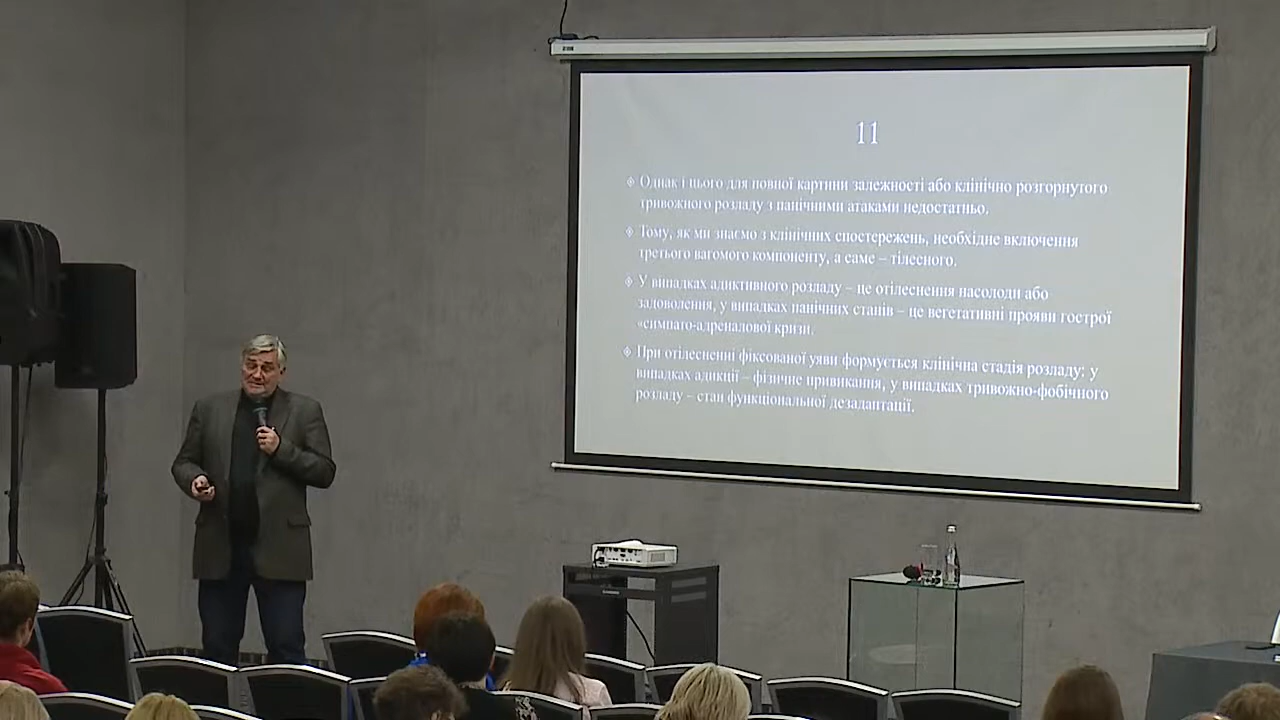 11
Однак і цього для повної картини залежності або клінічно розгорнутого
тривожного розладу з панічними атаками недостатньо.
Тому, як ми знаємо з клінічних спостережень, необхідне включення
третього вагомого компоненту, а саме – тілесного.
У випадках адиктивного розладу – це отілеснення насолоди або
задоволення, у випадках панічних станів – це вегетативні прояви гострої
«симпато-адреналової кризи.
При отілесненні фіксованої уяви формується клінічна стадія розладу; у
випадках адикції – фізичне привикання, у випадках тривожно-фобічного
розладу – стан функціональної дезадаптації.